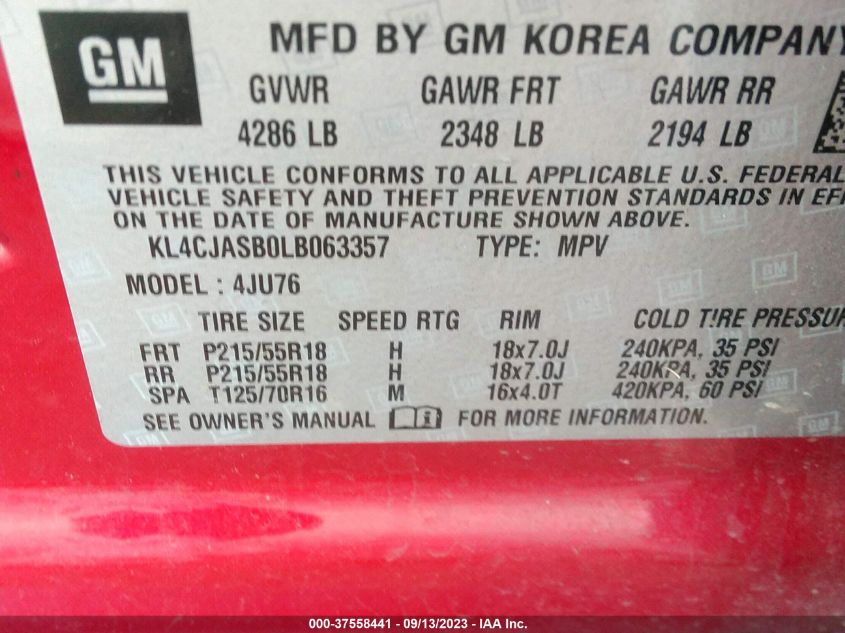 GM
MFD BY GM KOREA COMPANY
GVWR GAWR FRT GAWR RR
4286 LB 2348 LB 2194 LB
THIS VEHICLE CONFORMS TO ALL APPLICABLE U.S. FEDERAL
VEHICLE SAFETY AND THEFT PREVENTION STANDARDS IN EFF
ON THE DATE OF MANUFACTURE SHOWN ABOVE.
KL4CJASB0LB063357 TYPE: MPV
MODEL : 4JU76
TIRE SIZE SPEED RTG RIM COLD TIRE PRESSUR
FRT P215/55R18 H 18x7.0J 240KPA, 35 PSI
RR P215/55R18 H 18x7.0J 240KPA, 35 PSI
SPA T125/70R16 M 16x4.0T 420KPA, 60 PSI
SEE OWNER'S MANUAL FOR MORE INFORMATION.
000-37558441 - 09/13/2023 - IAA Inc.